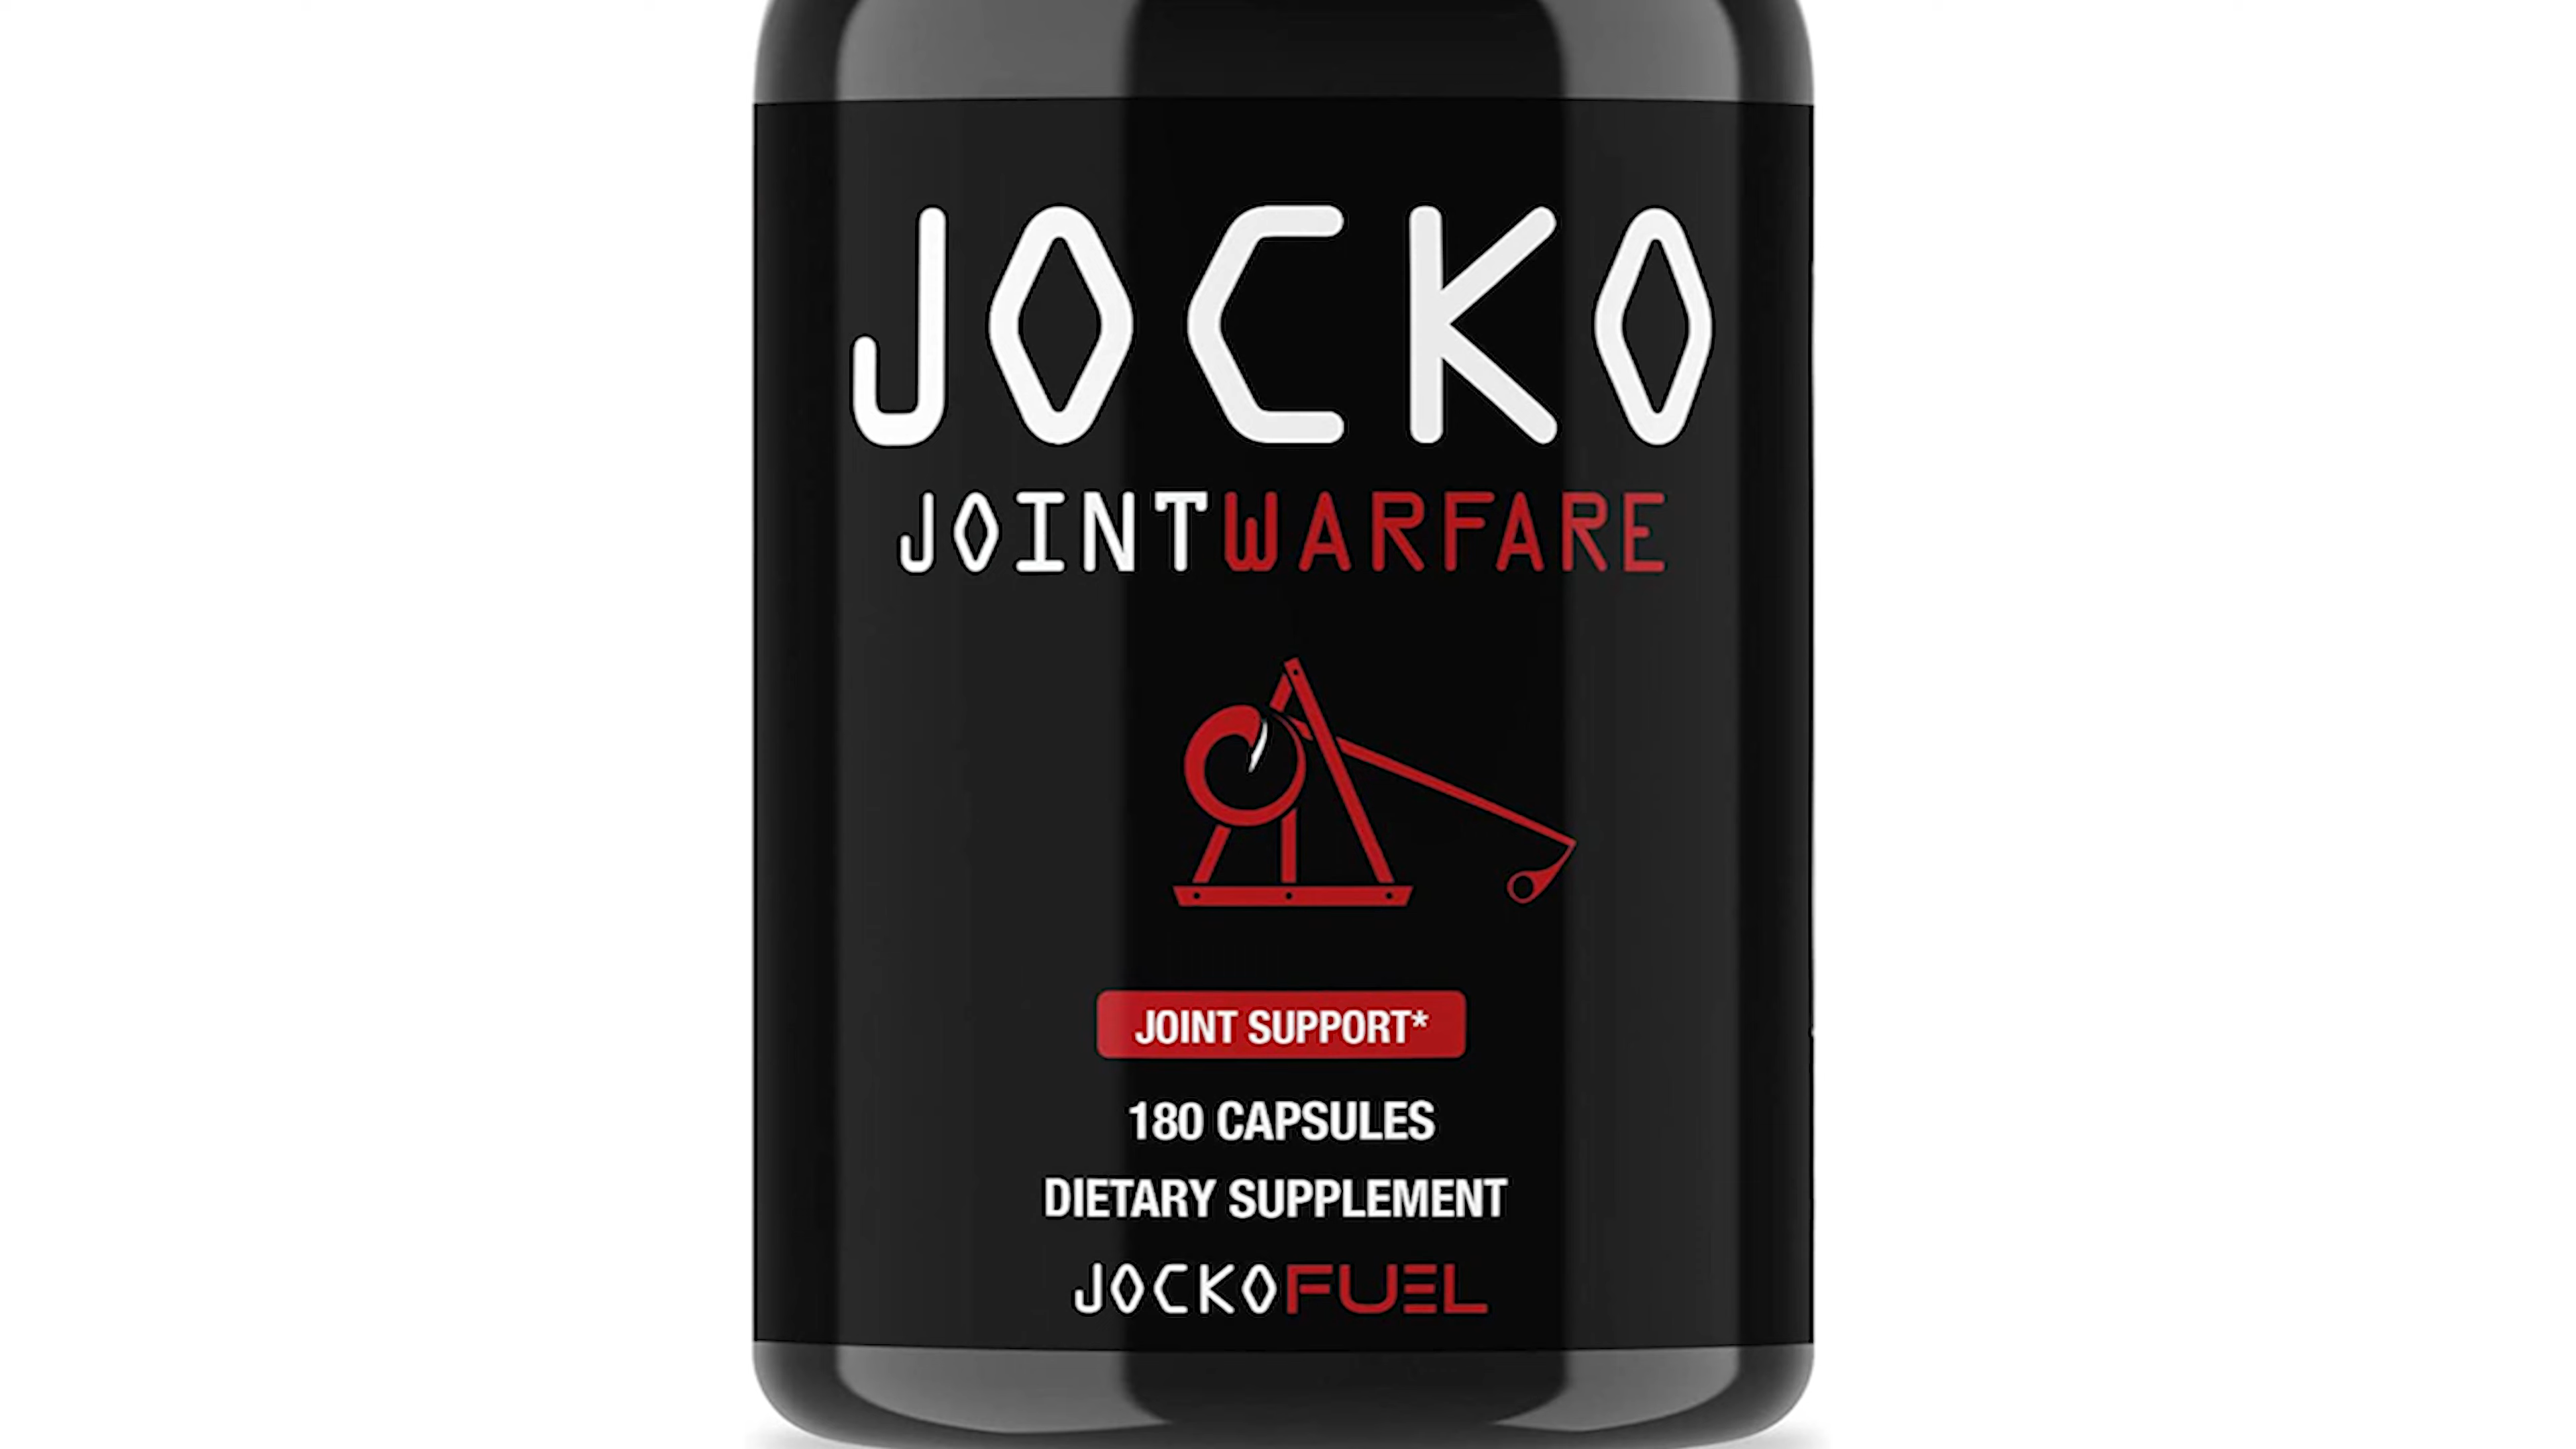 JOCKO
JOINTWARFARE
JOINT SUPPORT*
180 CAPSULES
DIETARY SUPPLEMENT
JOCKOFUEL